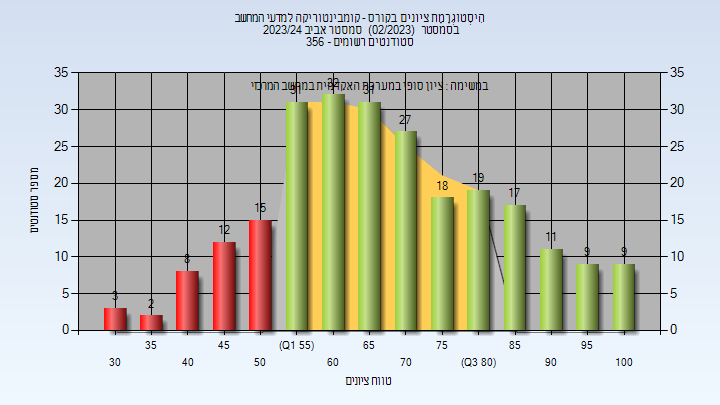 היסטוגרמת ציונים בקורס - קומבינטוריקה למדעי המחשב
בסמסטר (02/2023) סמסטר אביב 2023/24
סטודנטים רשומים - 356
במשימה : ציון סופי במערכת האקדמית במחשב המרכזי
מספר סטודנטים
35 35
30 30
25 25
20 20
15 15
10 10
5 5
0 0
3 2 8 12 15 31 32 31 27 18 19 17 11 9 9
35 45 (Q1 55) 65 75 85 95
30 40 50 60 70 (Q3 80) 90 100
טווח ציונים